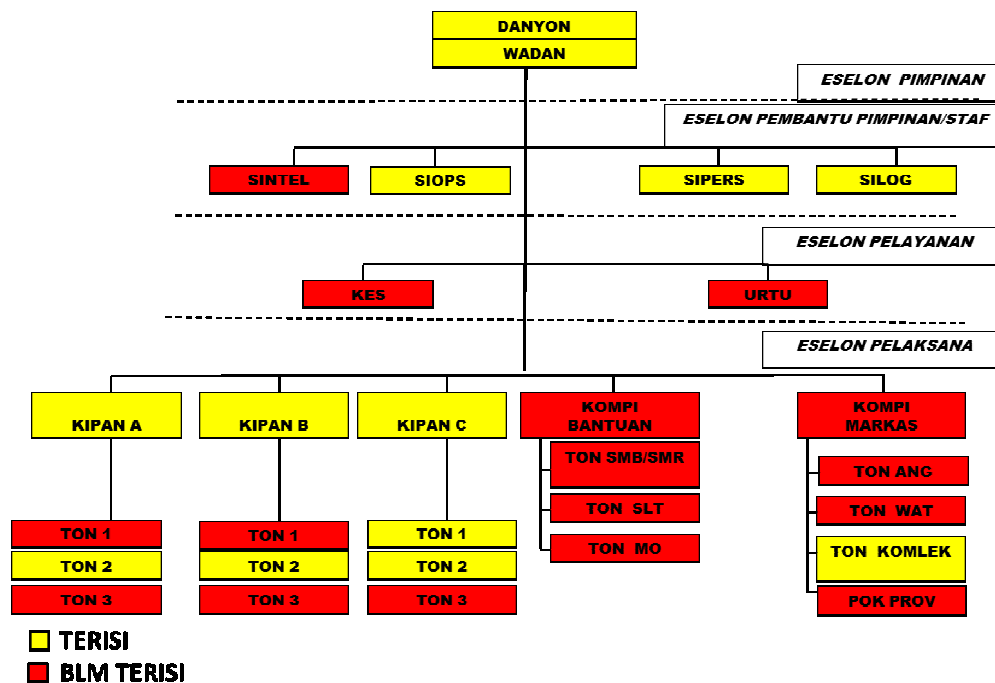 DANYON
WADAN
ESELON PIMPINAN
ESELON PEMBANTU PIMPINAN/STAF
SINTEL
SIOPS
SIPERS
SILOG
ESELON PELAYANAN
KES
URTU
ESELON PELAKSANA
KIPAN A
KIPAN B
KIPAN C
KOMPI
BANTUAN
KOMPI
MARKAS
TON SMB/SMR
TON SLT
TON MO
TON ANG
TON WAT
TON KOMLEK
POK PROV
TON 1
TON 2
TON 3
TON 1
TON 2
TON 3
TON 1
TON 2
TON 3
TERISI
BLM TERISI